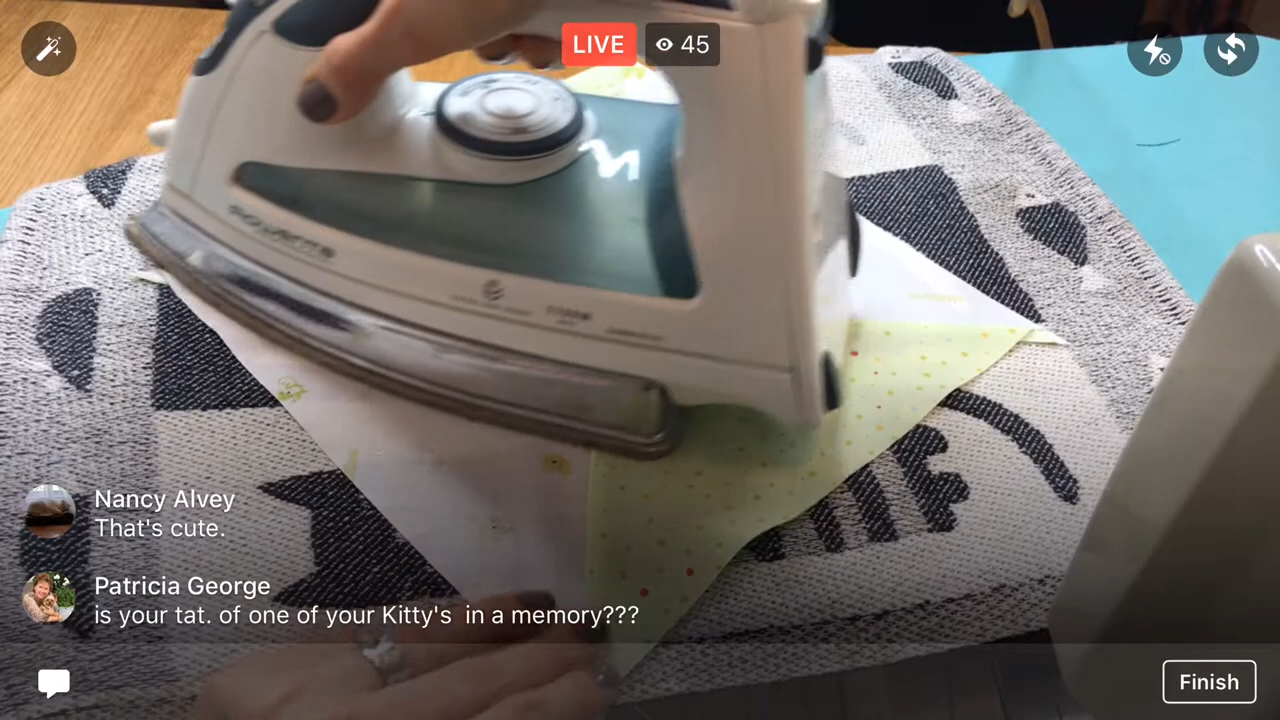 LIVE
45
Nancy Alvey
That's cute.
Patricia George
is your tat. of one of your Kitty's in a memory???
Finish